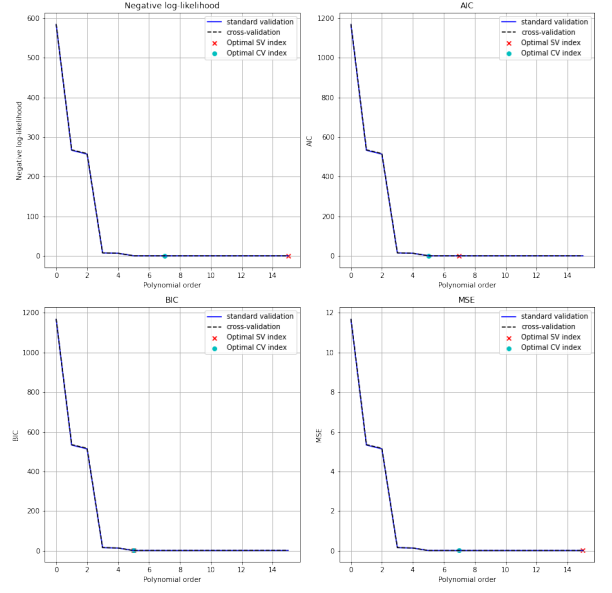 Negative log-likelihood
600
500
400
300
200
100
0
Negative log-likelihood
0 2 4 6 8 10 12 14
Polynomial order
standard validation
cross-validation
Optimal SV index
Optimal CV index
AIC
1200
1000
800
600
400
200
0
AIC
0 2 4 6 8 10 12 14
Polynomial order
standard validation
cross-validation
Optimal SV index
Optimal CV index
BIC
1200
1000
800
600
400
200
0
BIC
0 2 4 6 8 10 12 14
Polynomial order
standard validation
cross-validation
Optimal SV index
Optimal CV index
MSE
12
10
8
6
4
2
0
MSE
0 2 4 6 8 10 12 14
Polynomial order
standard validation
cross-validation
Optimal SV index
Optimal CV index